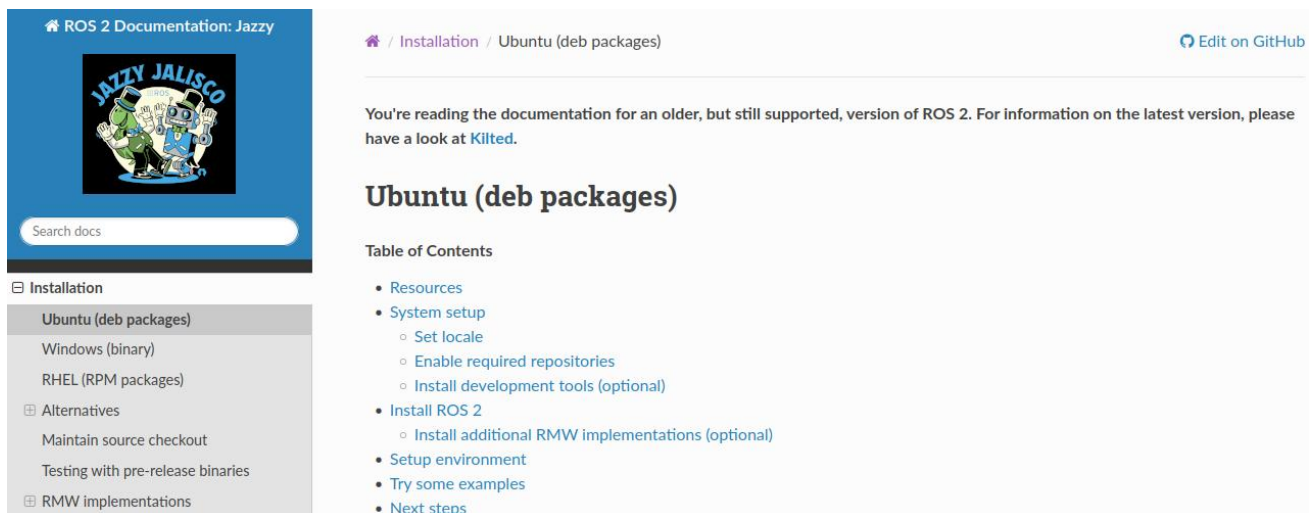 ROS 2 Documentation: Jazzy
JAZZY JALISCO
Search docs
Installation
Ubuntu (deb packages)
Windows (binary)
RHEL (RPM packages)
Alternatives
Maintain source checkout
Testing with pre-release binaries
RMW implementations
/ Installation / Ubuntu (deb packages)
Edit on GitHub
You're reading the documentation for an older, but still supported, version of ROS 2. For information on the latest version, please
have a look at Kilted.
Ubuntu (deb packages)
Table of Contents
• Resources
• System setup
◦ Set locale
◦ Enable required repositories
◦ Install development tools (optional)
• Install ROS 2
◦ Install additional RMW implementations (optional)
• Setup environment
• Try some examples
• Next steps